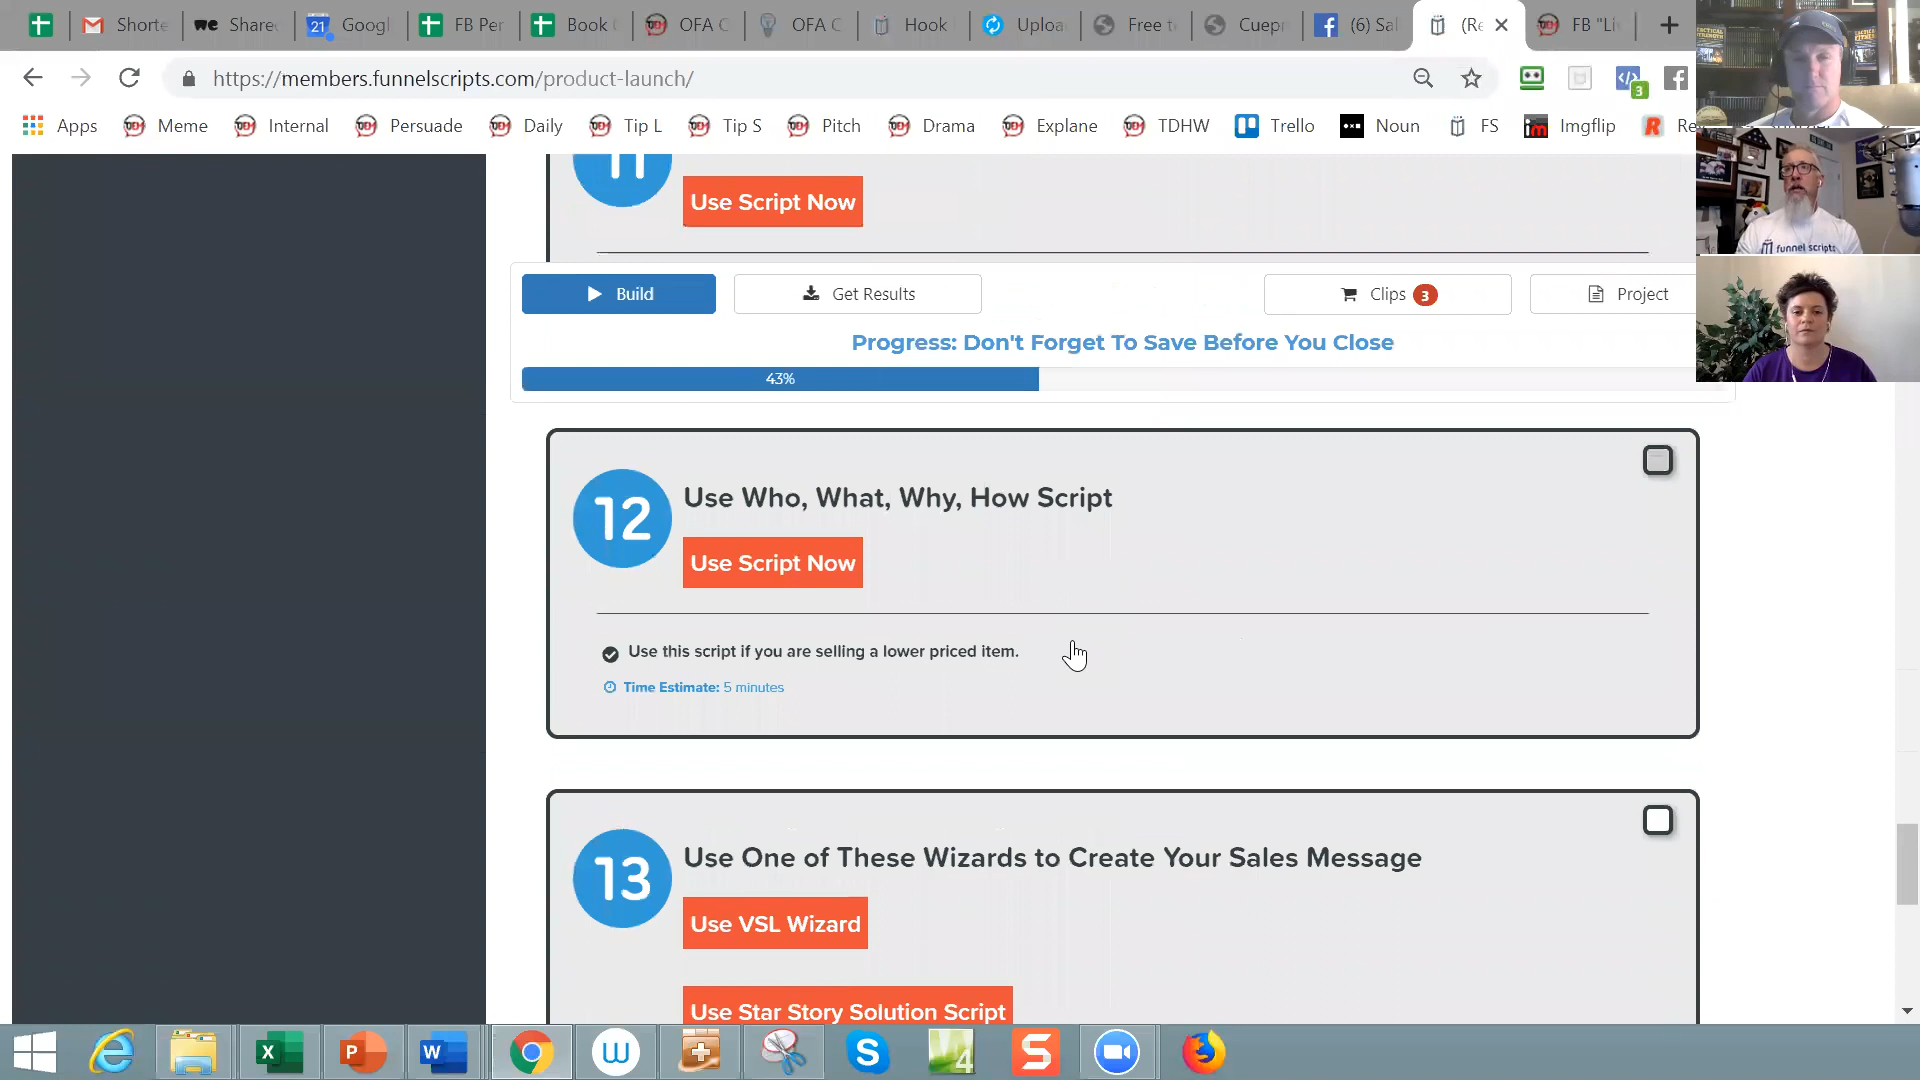 Shorte
Share
21
Googl
FB Per
Book
OFA C
OFA C
Hook
Uploa
Free t
Cuep
(6) Sa
(Re
FB "Li
https://members.funnelscripts.com/product-launch/
3
Apps
Meme
Internal
Persuade
Daily
Tip L
Tip S
Pitch
Drama
Explane
TDHW
Trello
Noun
FS
Imgflip
funnel scripts
11
Use Script Now
Build
Get Results
Clips 3
Project
Progress: Don't Forget To Save Before You Close
43%
12
Use Who, What, Why, How Script
Use Script Now
Use this script if you are selling a lower priced item.
Time Estimate: 5 minutes
13
Use One of These Wizards to Create Your Sales Message
Use VSL Wizard
Use Star Story Solution Script